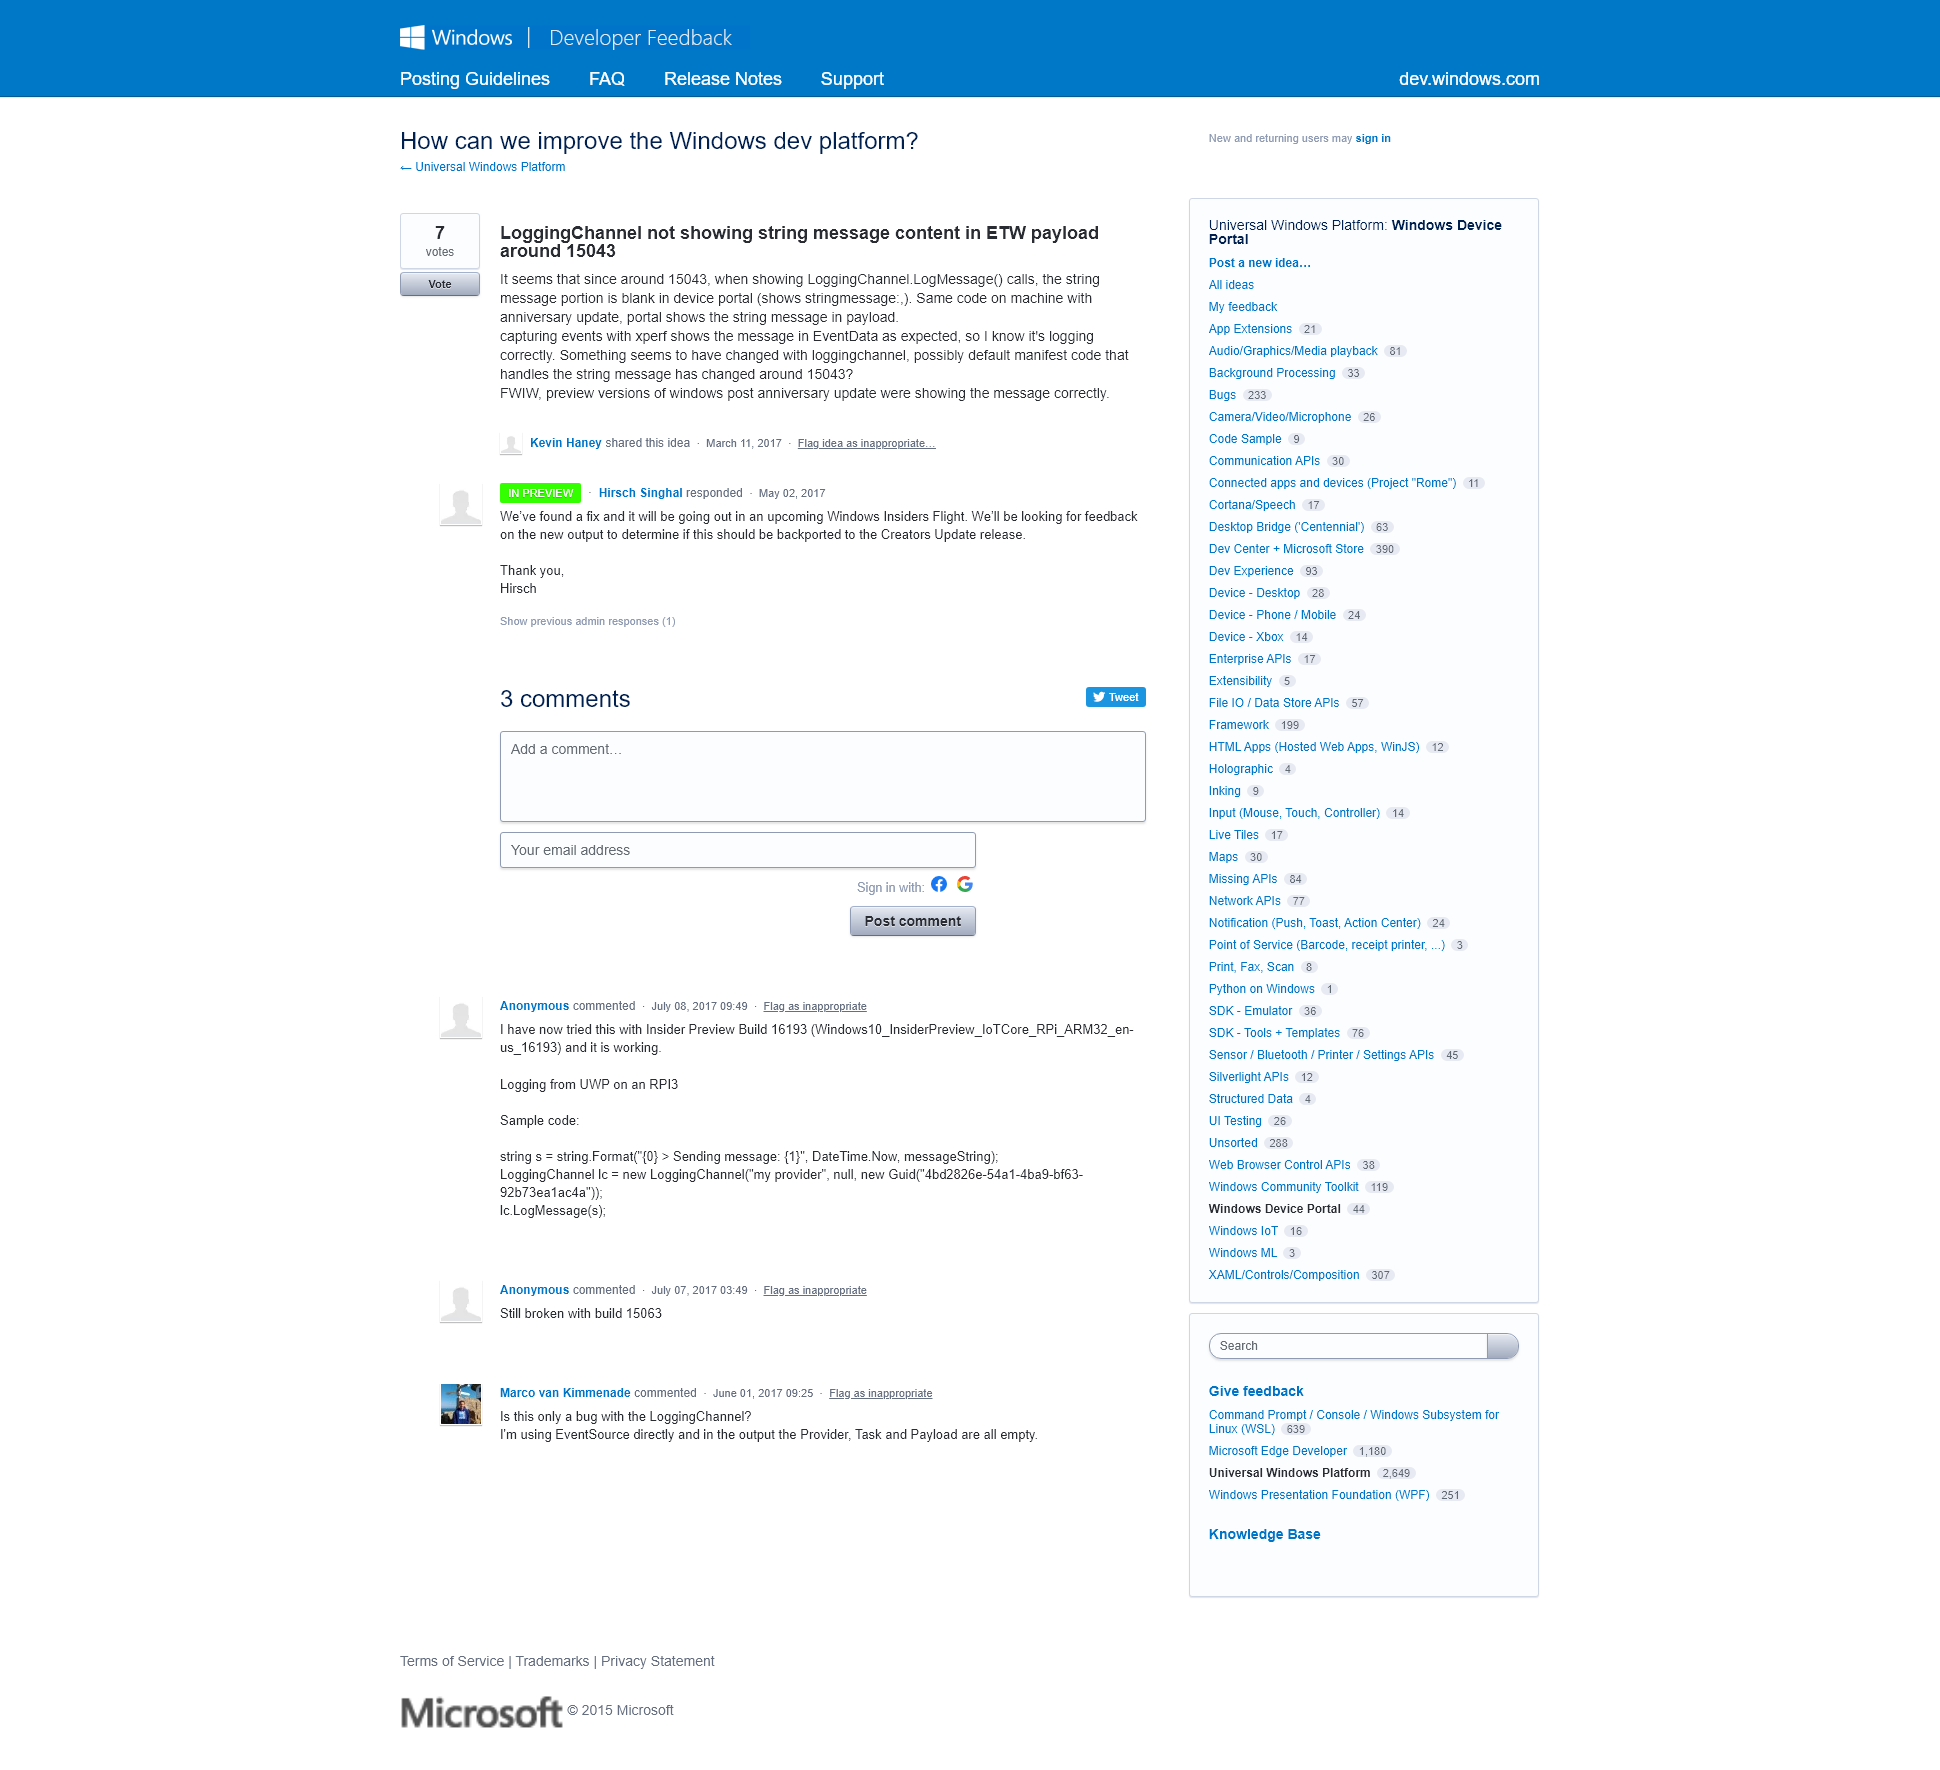 Windows | Developer Feedback
Posting Guidelines FAQ Release Notes Support dev.windows.com
How can we improve the Windows dev platform?
← Universal Windows Platform
New and returning users may sign in
7
votes
Vote
LoggingChannel not showing string message content in ETW payload
around 15043
It seems that since around 15043, when showing LoggingChannel.LogMessage() calls, the string
message portion is blank in device portal (shows stringmessage:,). Same code on machine with
anniversary update, portal shows the string message in payload.
capturing events with xperf shows the message in EventData as expected, so I know it's logging
correctly. Something seems to have changed with loggingchannel, possibly default manifest code that
handles the string message has changed around 15043?
FWIW, preview versions of windows post anniversary update were showing the message correctly.
Kevin Haney shared this idea · March 11, 2017 · Flag idea as inappropriate…
IN PREVIEW · Hirsch Singhal responded · May 02, 2017
We’ve found a fix and it will be going out in an upcoming Windows Insiders Flight. We’ll be looking for feedback
on the new output to determine if this should be backported to the Creators Update release.
Thank you,
Hirsch
Show previous admin responses (1)
3 comments
Tweet
Add a comment…
Your email address
Sign in with:
Post comment
Anonymous commented · July 08, 2017 09:49 · Flag as inappropriate
I have now tried this with Insider Preview Build 16193 (Windows10_InsiderPreview_IoTCore_RPi_ARM32_en-
us_16193) and it is working.
Logging from UWP on an RPI3
Sample code:
string s = string.Format("{0} > Sending message: {1}", DateTime.Now, messageString);
LoggingChannel lc = new LoggingChannel("my provider", null, new Guid("4bd2826e-54a1-4ba9-bf63-
92b73ea1ac4a"));
lc.LogMessage(s);
Anonymous commented · July 07, 2017 03:49 · Flag as inappropriate
Still broken with build 15063
Marco van Kimmenade commented · June 01, 2017 09:25 · Flag as inappropriate
Is this only a bug with the LoggingChannel?
I'm using EventSource directly and in the output the Provider, Task and Payload are all empty.
Universal Windows Platform: Windows Device
Portal
Post a new idea…
All ideas
My feedback
App Extensions 21
Audio/Graphics/Media playback 81
Background Processing 33
Bugs 233
Camera/Video/Microphone 26
Code Sample 9
Communication APIs 30
Connected apps and devices (Project "Rome") 11
Cortana/Speech 17
Desktop Bridge ('Centennial') 63
Dev Center + Microsoft Store 390
Dev Experience 93
Device - Desktop 28
Device - Phone / Mobile 24
Device - Xbox 14
Enterprise APIs 17
Extensibility 5
File IO / Data Store APIs 57
Framework 199
HTML Apps (Hosted Web Apps, WinJS) 12
Holographic 4
Inking 9
Input (Mouse, Touch, Controller) 14
Live Tiles 17
Maps 30
Missing APIs 84
Network APIs 77
Notification (Push, Toast, Action Center) 24
Point of Service (Barcode, receipt printer, ...) 3
Print, Fax, Scan 8
Python on Windows 1
SDK - Emulator 36
SDK - Tools + Templates 76
Sensor / Bluetooth / Printer / Settings APIs 45
Silverlight APIs 12
Structured Data 4
UI Testing 26
Unsorted 288
Web Browser Control APIs 38
Windows Community Toolkit 119
Windows Device Portal 44
Windows IoT 16
Windows ML 3
XAML/Controls/Composition 307
Search
Give feedback
Command Prompt / Console / Windows Subsystem for
Linux (WSL) 639
Microsoft Edge Developer 1,180
Universal Windows Platform 2,649
Windows Presentation Foundation (WPF) 251
Knowledge Base
Terms of Service | Trademarks | Privacy Statement
Microsoft © 2015 Microsoft